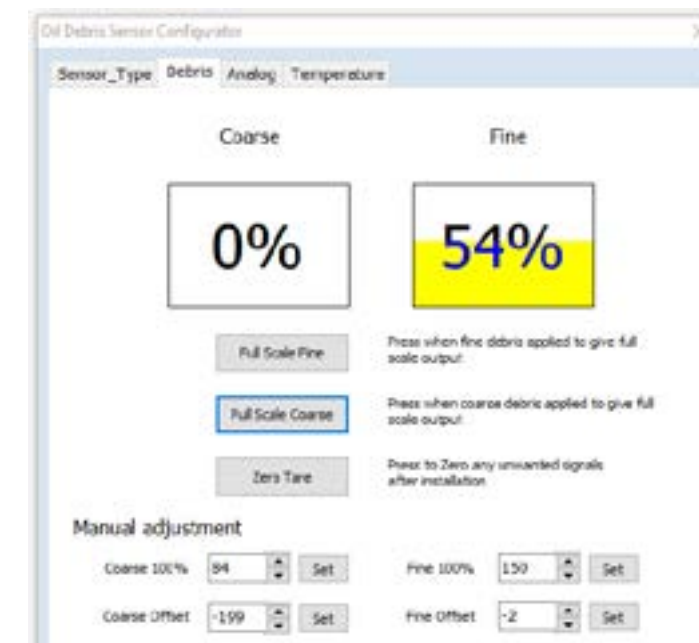 Oil Debris Sensor Configurator
Sensor_Type Debris Analog Temperature
Coarse Fine
0% 54%
Full Scale Fine
Press when fine debris applied to give full
scale output
Full Scale Coarse
Press when coarse debris applied to give full
scale output
Zero Tare
Press to Zero any unwanted signals
after installation
Manual adjustment
Coarse 100% 84 Set Fine 100% 150 Set
Coarse Offset -199 Set Fine Offset -2 Set